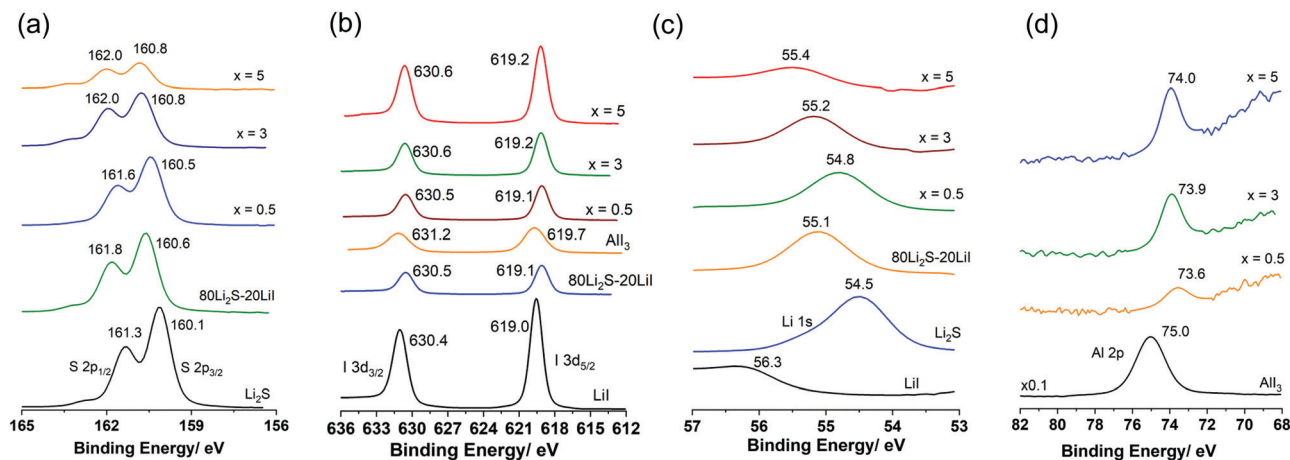 (a)
162.0 160.8
x = 5
162.0 160.8
x = 3
161.6 160.5
x = 0.5
161.8 160.6
80Li₂S-20LiI
161.3 160.1
S 2p₁/₂ S 2p₃/₂
Li₂S
165 162 159 156
Binding Energy/ eV
(b)
630.6 619.2
x = 5
630.6 619.2
x = 3
630.5 619.1
x = 0.5
631.2 619.7
AlI₃
630.5 619.1
80Li₂S-20LiI
630.4 619.0
I 3d₃/₂ I 3d₅/₂
LiI
636 633 630 627 624 621 618 615 612
Binding Energy/ eV
(c)
55.4
x = 5
55.2
x = 3
54.8
x = 0.5
55.1
80Li₂S-20LiI
54.5
Li 1s
Li₂S
56.3
LiI
57 56 55 54 53
Binding Energy/ eV
(d)
74.0
x = 5
73.9
x = 3
73.6
x = 0.5
75.0
Al 2p
x0.1
AlI₃
82 80 78 76 74 72 70 68
Binding Energy/ eV